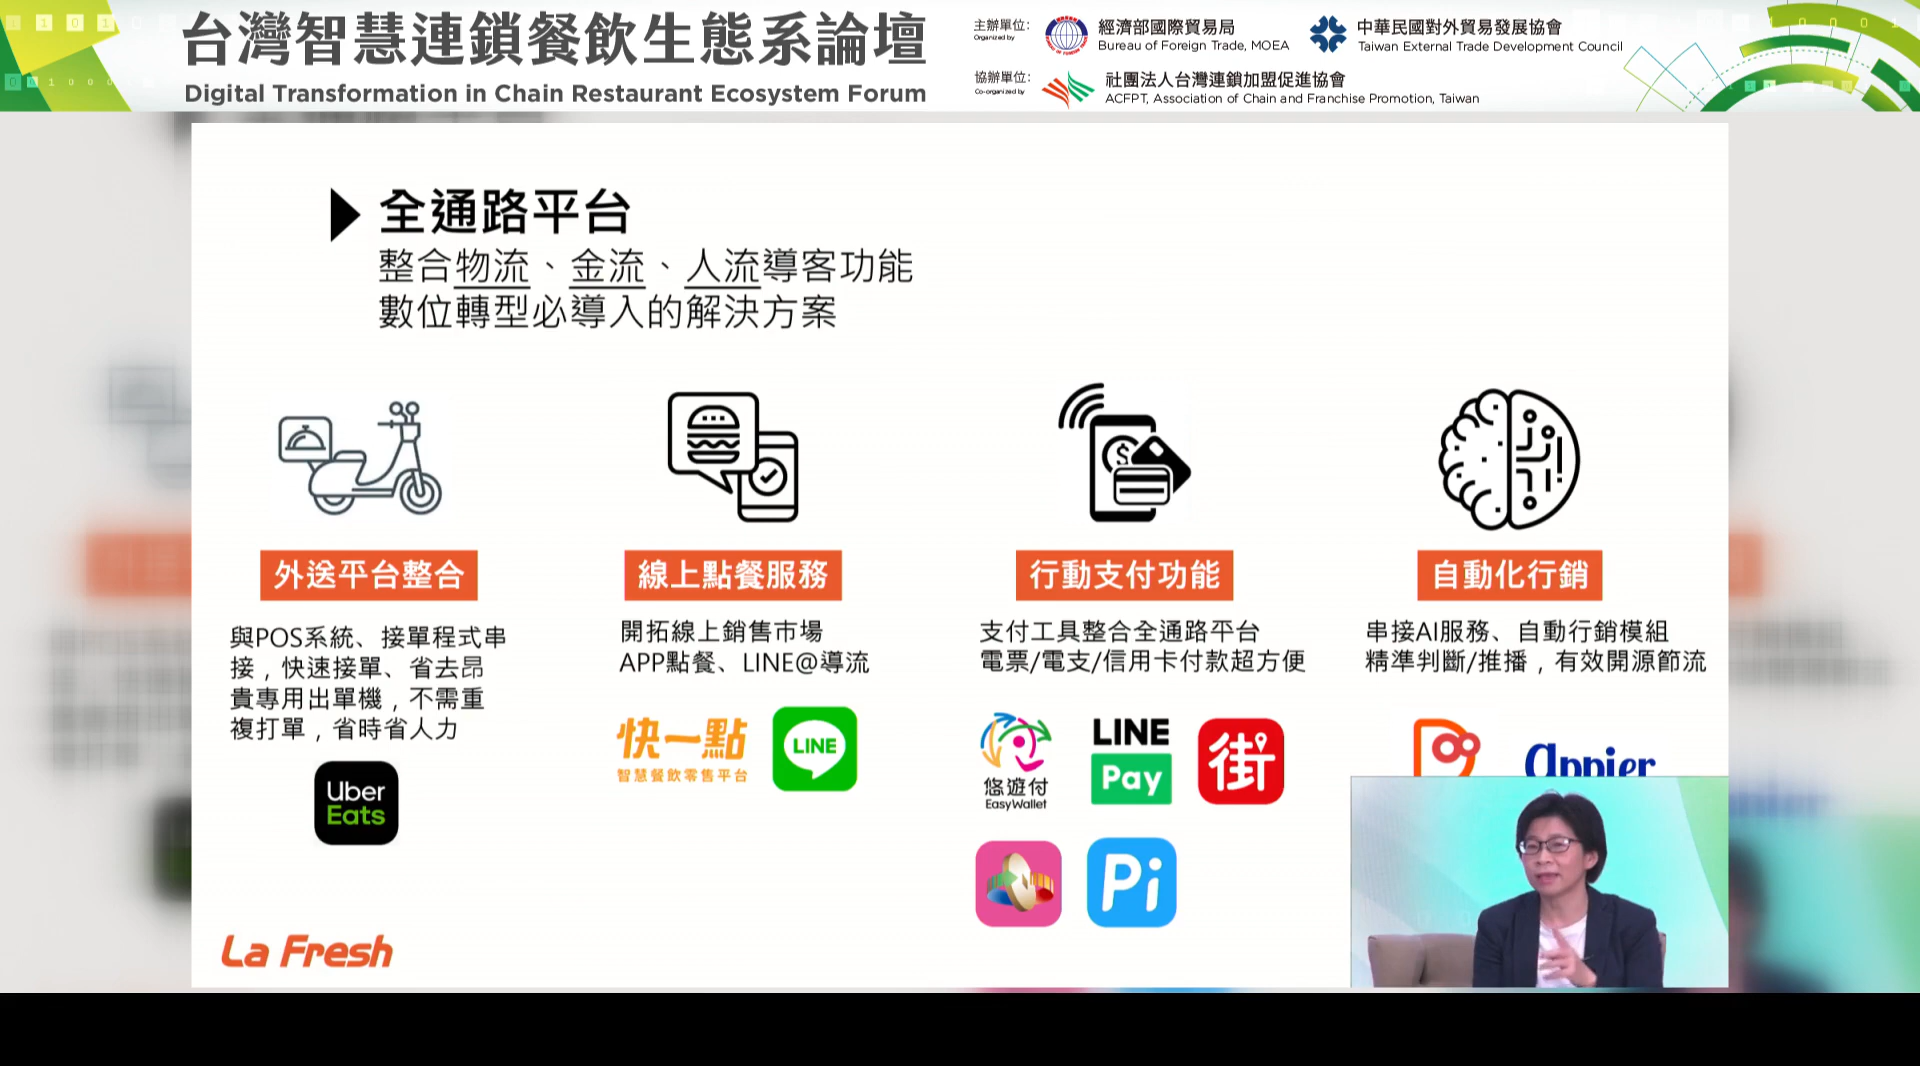 台灣智慧連鎖餐飲生態系論壇
Digital Transformation in Chain Restaurant Ecosystem Forum
主辦單位:
Organized by
經濟部國際貿易局
Bureau of Foreign Trade, MOEA
中華民國對外貿易發展協會
Taiwan External Trade Development Council
協辦單位:
Co-organized by
社團法人台灣連鎖加盟促進協會
ACFPT, Association of Chain and Franchise Promotion, Taiwan
全通路平台
整合物流、金流、人流導客功能
數位轉型必導入的解決方案
外送平台整合
與POS系統、接單程式串
接，快速接單、省去昂
貴專用出單機，不需重
複打單，省時省人力
Uber
Eats
線上點餐服務
開拓線上銷售市場
APP點餐、LINE@導流
快一點
智慧餐飲零售平台
LINE
行動支付功能
支付工具整合全通路平台
電票/電支/信用卡付款超方便
悠遊付
EasyWallet
LINE
Pay
街
Pi
自動化行銷
串接AI服務、自動行銷模組
精準判斷/推播，有效開源節流
Appier
La Fresh